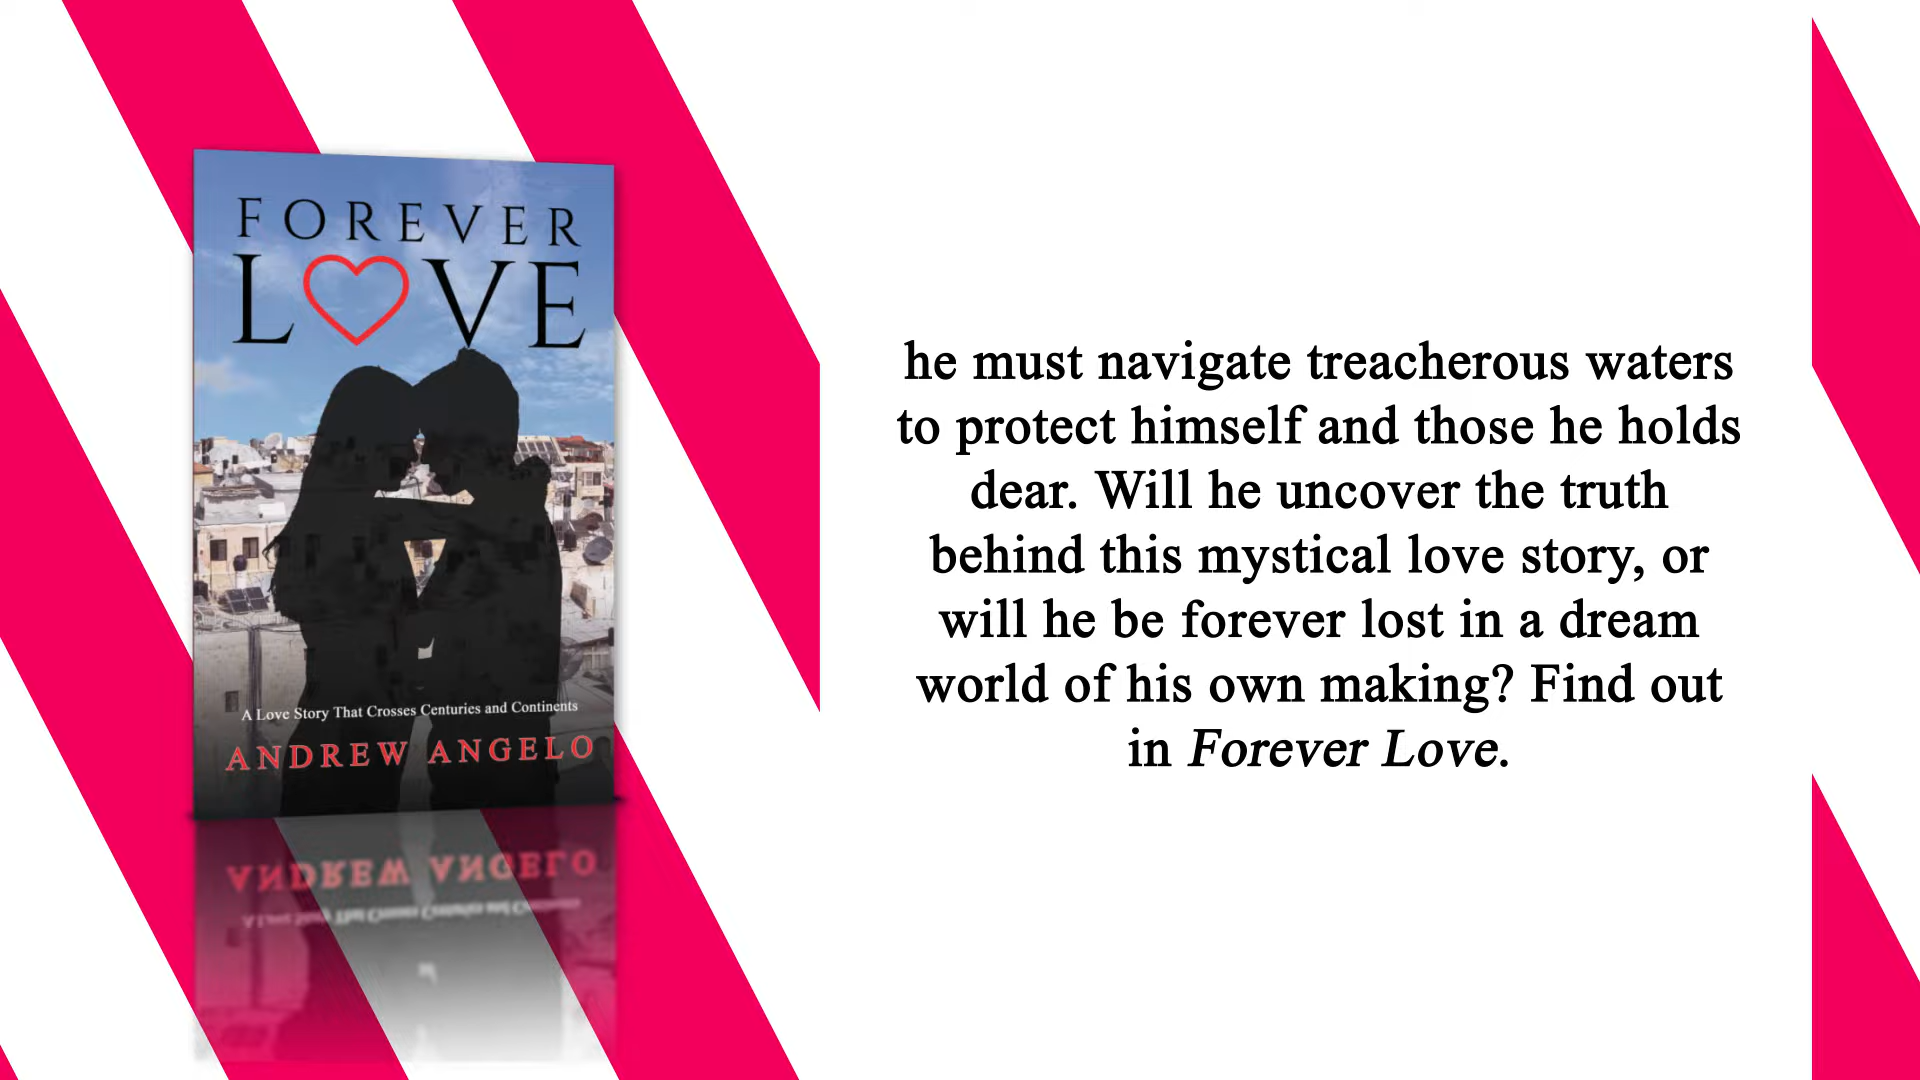 FOREVER
LOVE
A Love Story That Crosses Centuries and Continents
ANDREW ANGELO
he must navigate treacherous waters
to protect himself and those he holds
dear. Will he uncover the truth
behind this mystical love story, or
will he be forever lost in a dream
world of his own making? Find out
in Forever Love.